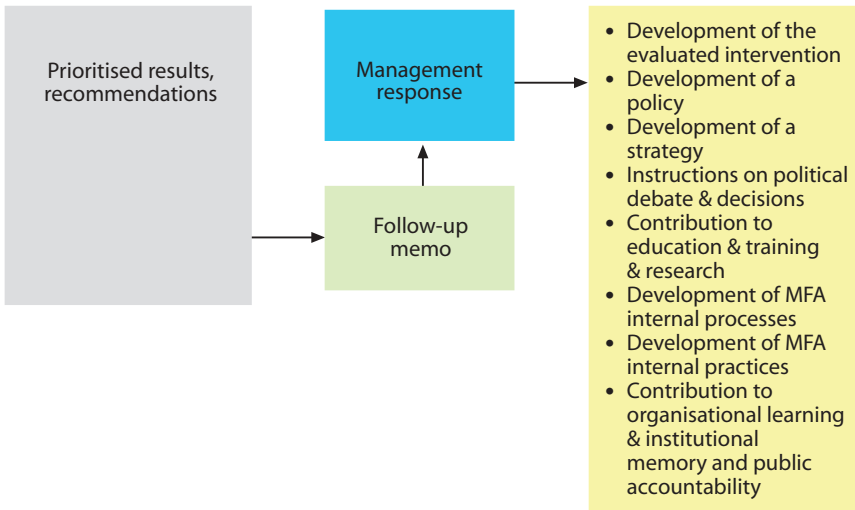 Prioritised results,
recommendations
Management
response
Follow-up
memo
• Development of the
evaluated intervention
• Development of a
policy
• Development of a
strategy
• Instructions on political
debate & decisions
• Contribution to
education & training
& research
• Development of MFA
internal processes
• Development of MFA
internal practices
• Contribution to
organisational learning
& institutional
memory and public
accountability